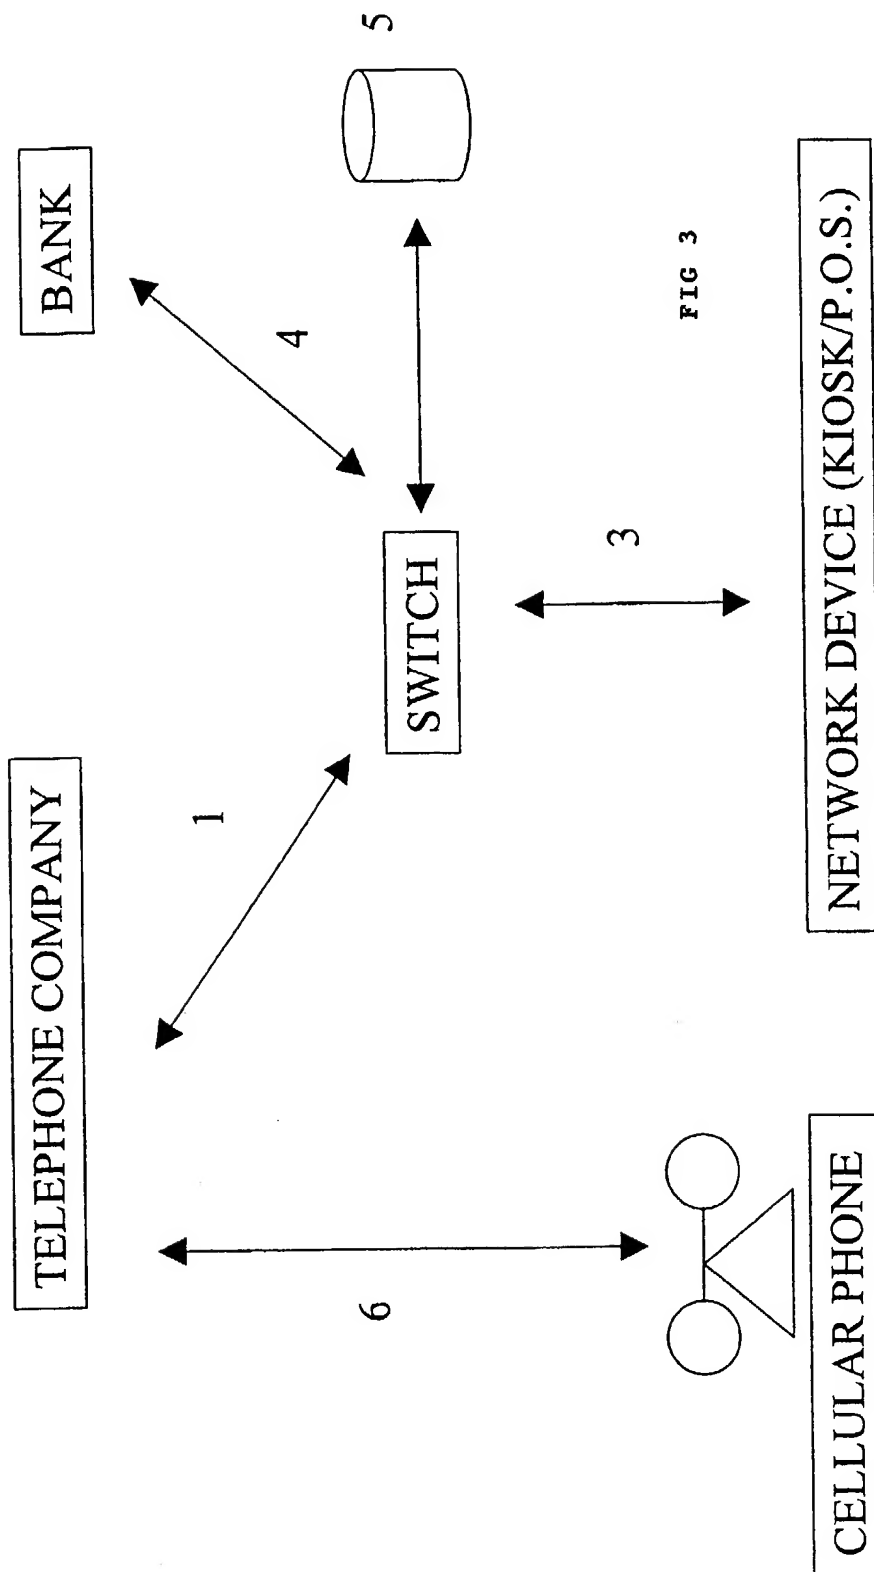 TELEPHONE COMPANY
BANK
1
4
5
6
SWITCH
3
FIG 3
CELLULAR PHONE
NETWORK DEVICE (KIOSK/P.O.S.)